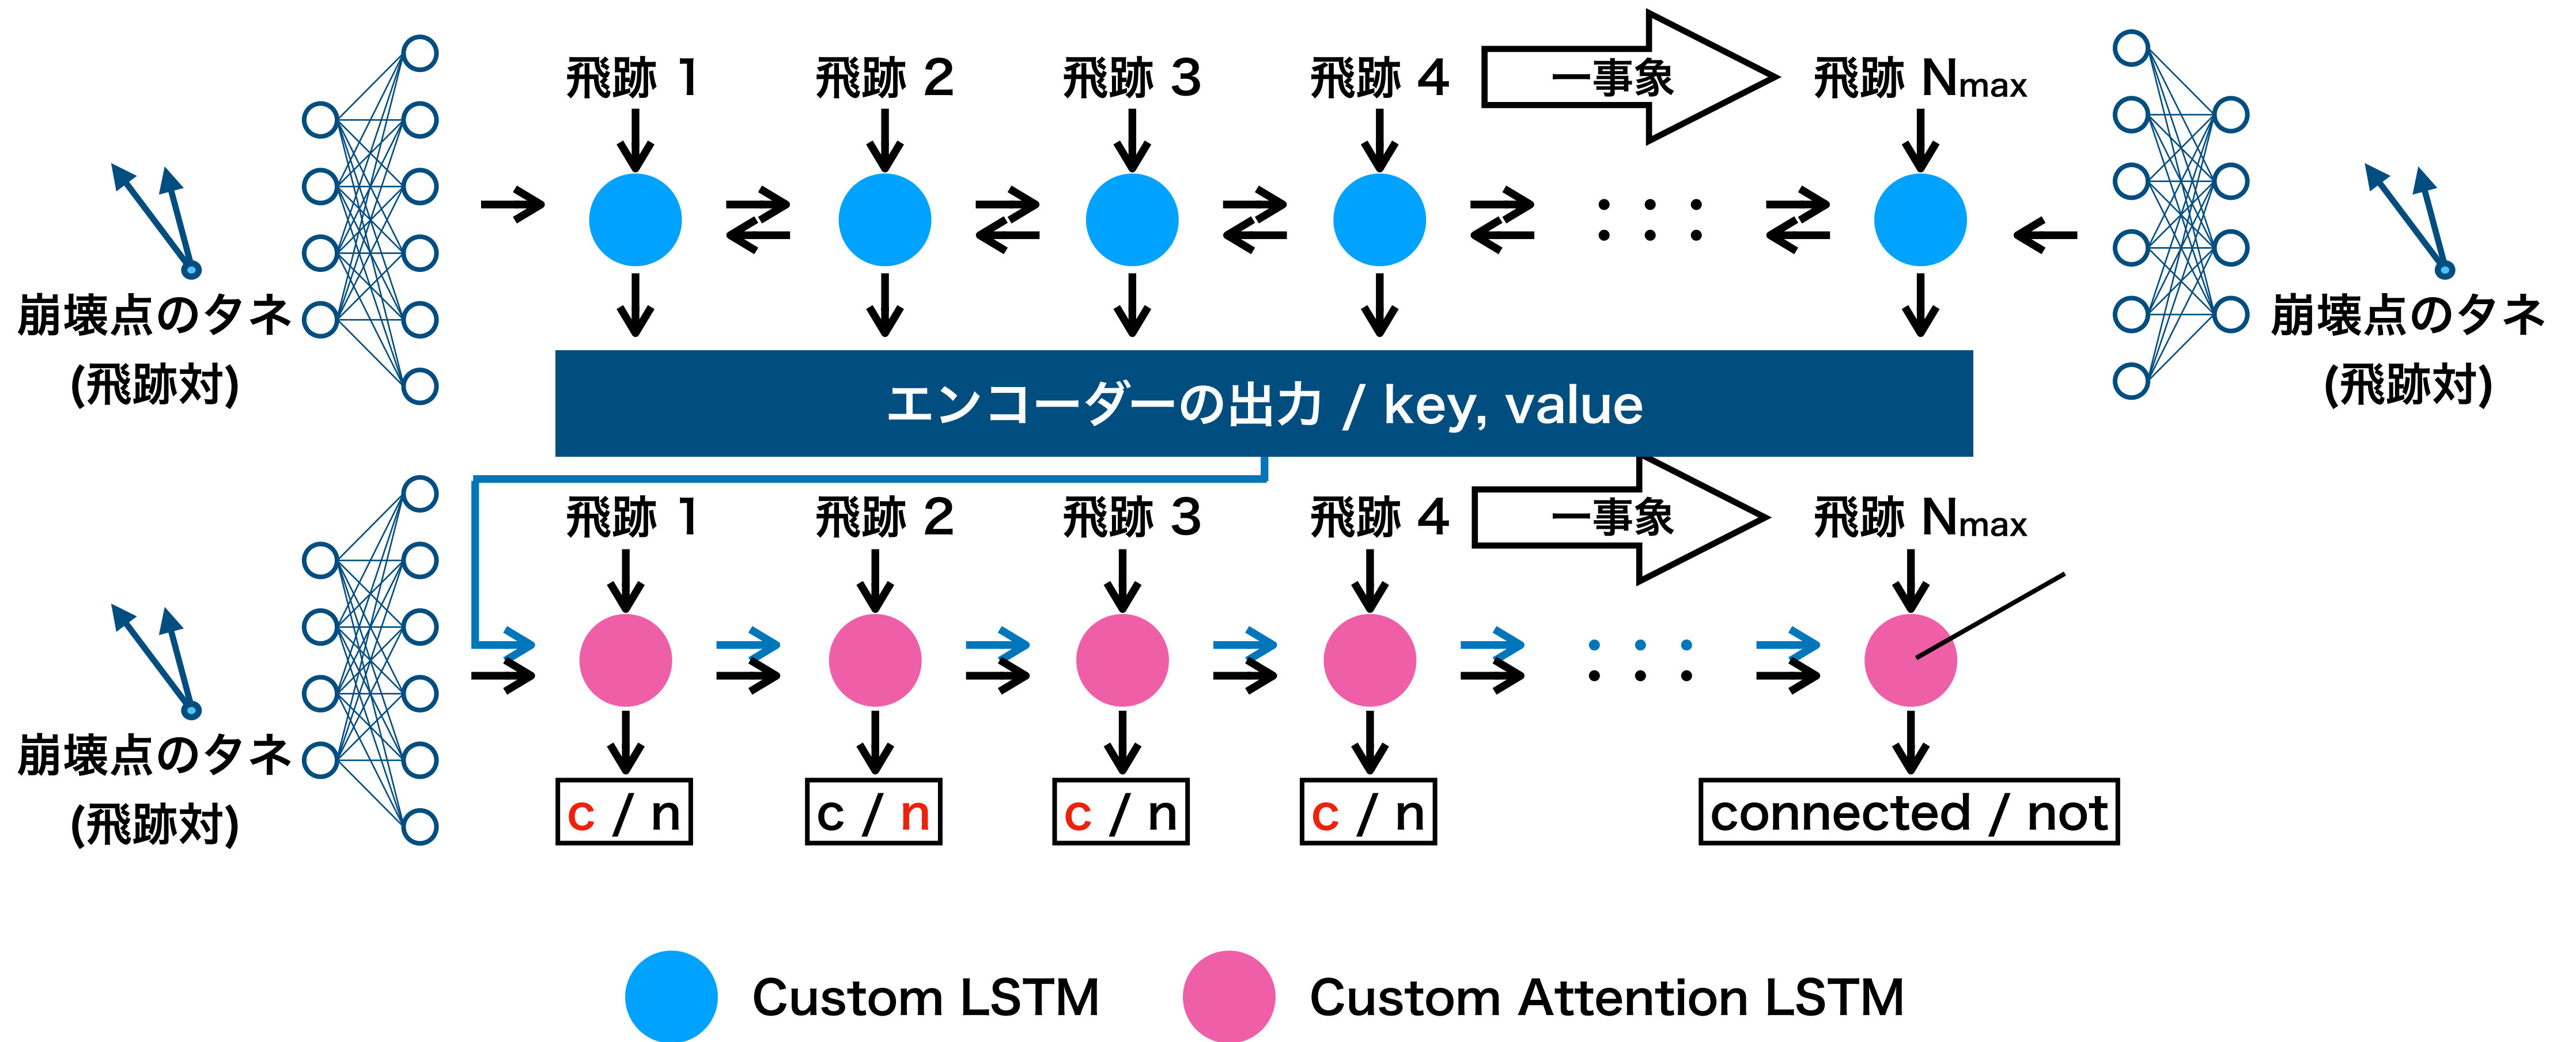 飛跡 1
飛跡 2
飛跡 3
飛跡 4
一事象
飛跡 Nmax
崩壊点のタネ
(飛跡対)
崩壊点のタネ
(飛跡対)
エンコーダーの出力 / key, value
飛跡 1
飛跡 2
飛跡 3
飛跡 4
一事象
飛跡 Nmax
崩壊点のタネ
(飛跡対)
c / n
c / n
c / n
c / n
connected / not
Custom LSTM
Custom Attention LSTM